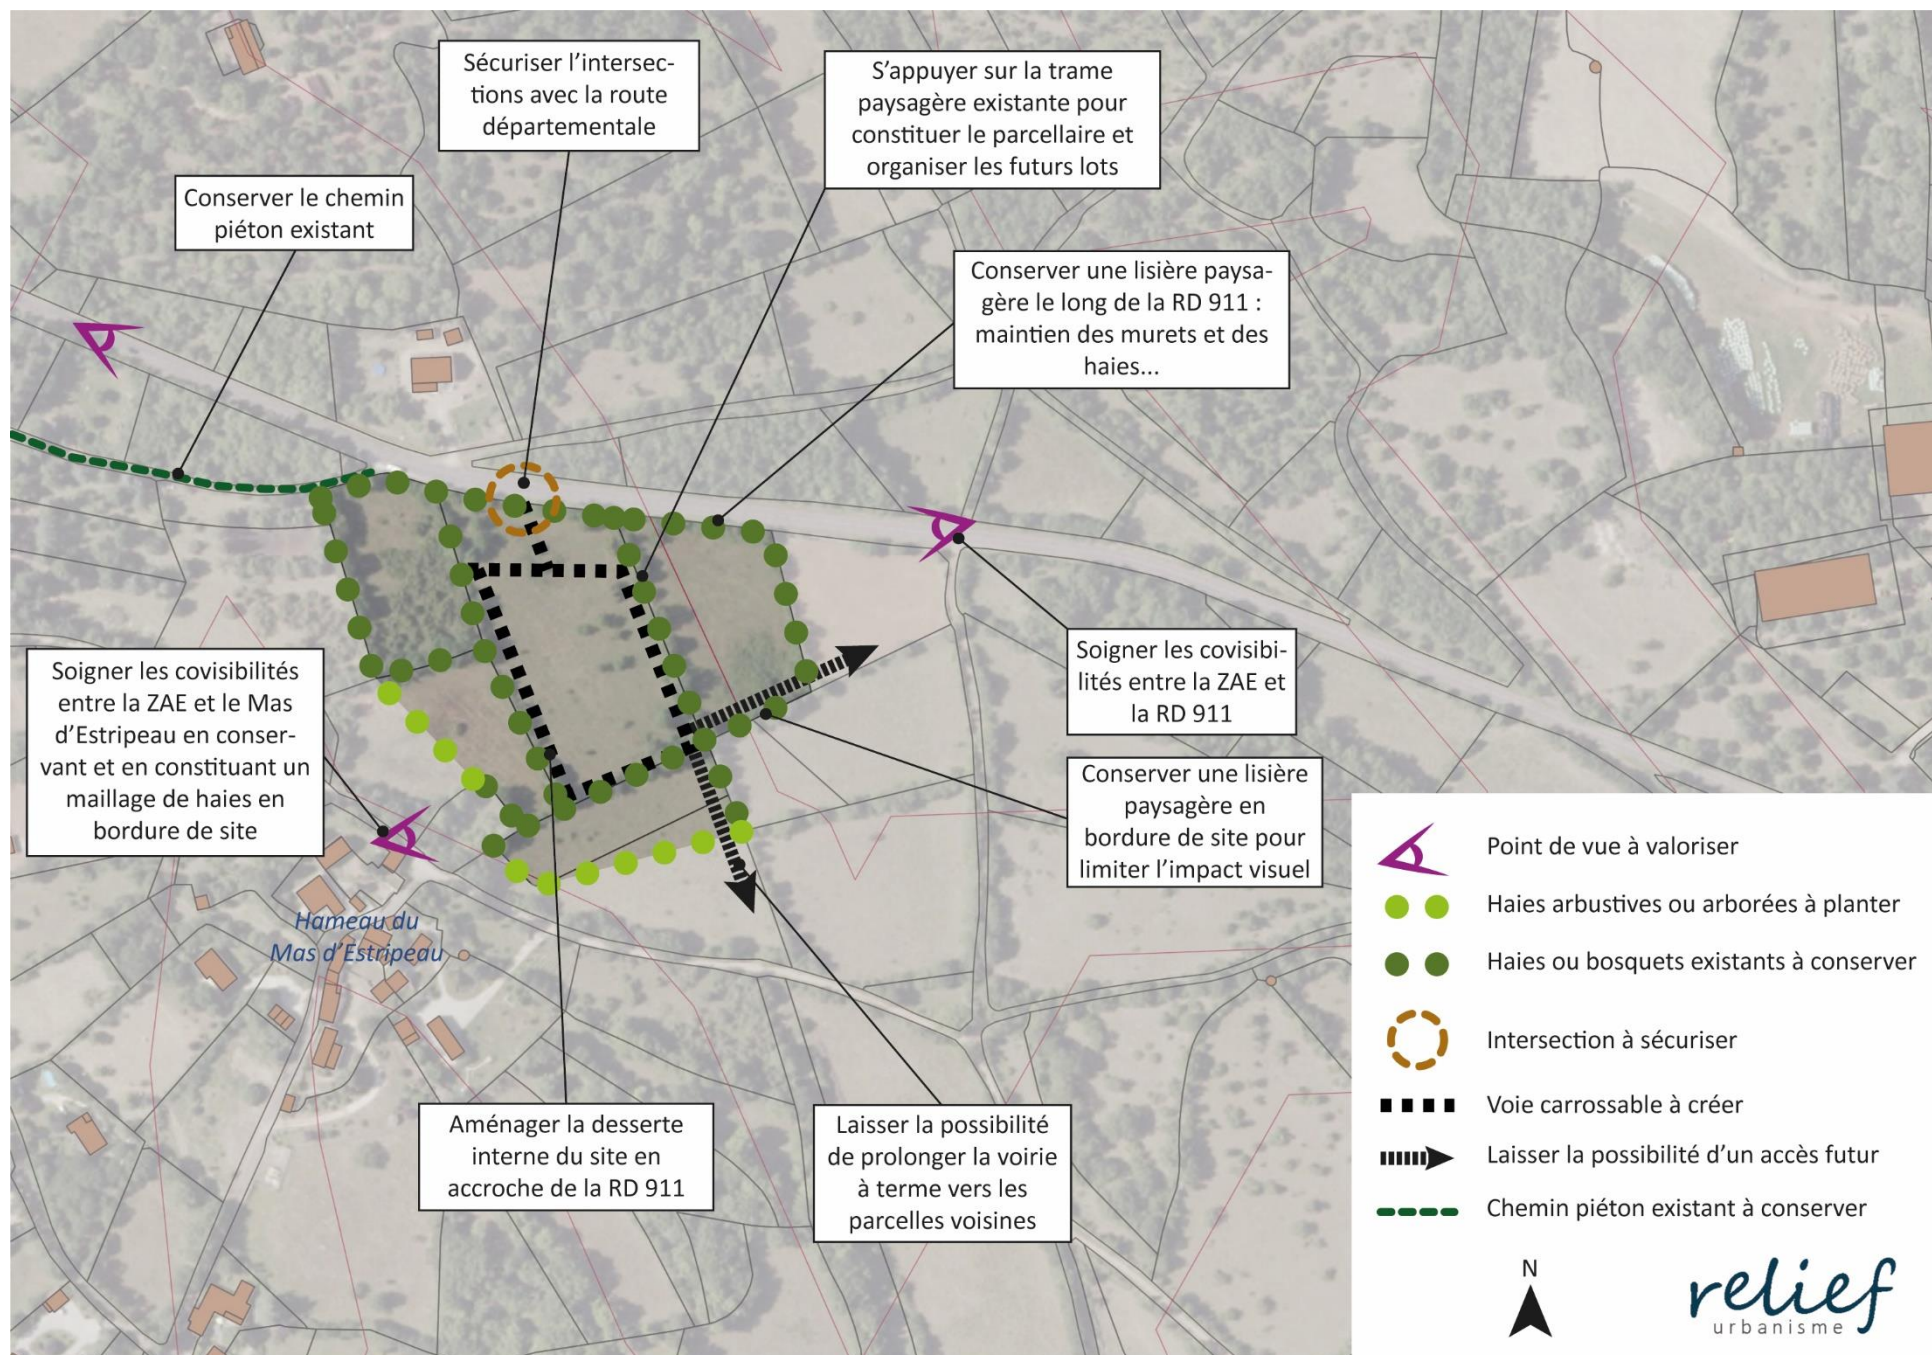 Sécuriser l'intersec-
tions avec la route
départementale
S'appuyer sur la trame
paysagère existante pour
constituer le parcellaire et
organiser les futurs lots
Conserver le chemin
piéton existant
Conserver une lisière paysa-
gère le long de la RD 911 :
maintien des murets et des
haies...
Soigner les covisibilités
entre la ZAE et le Mas
d'Estripeau en conser-
vant et en constituant un
maillage de haies en
bordure de site
Soigner les covisibi-
lités entre la ZAE et
la RD 911
Conserver une lisière
paysagère en
bordure de site pour
limiter l'impact visuel
Hameau du
Mas d'Estripeau
Aménager la desserte
interne du site en
accroche de la RD 911
Laisser la possibilité
de prolonger la voirie
à terme vers les
parcelles voisines
Point de vue à valoriser
Haies arbustives ou arborées à planter
Haies ou bosquets existants à conserver
Intersection à sécuriser
Voie carrossable à créer
Laisser la possibilité d'un accès futur
Chemin piéton existant à conserver
N
relief
urbanisme